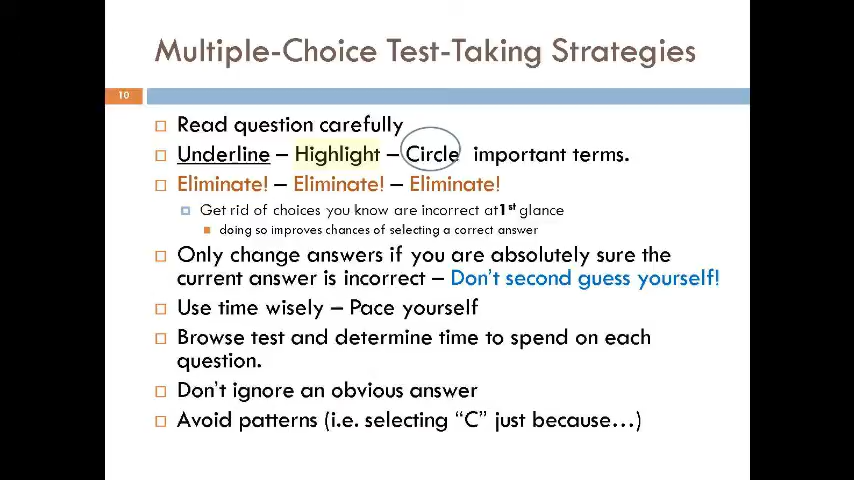 Multiple-Choice Test-Taking Strategies
10
Read question carefully
Underline – Highlight – Circle important terms.
Eliminate! – Eliminate! – Eliminate!
Get rid of choices you know are incorrect at 1st glance
doing so improves chances of selecting a correct answer
Only change answers if you are absolutely sure the
current answer is incorrect – Don't second guess yourself!
Use time wisely – Pace yourself
Browse test and determine time to spend on each
question.
Don't ignore an obvious answer
Avoid patterns (i.e. selecting “C” just because…)